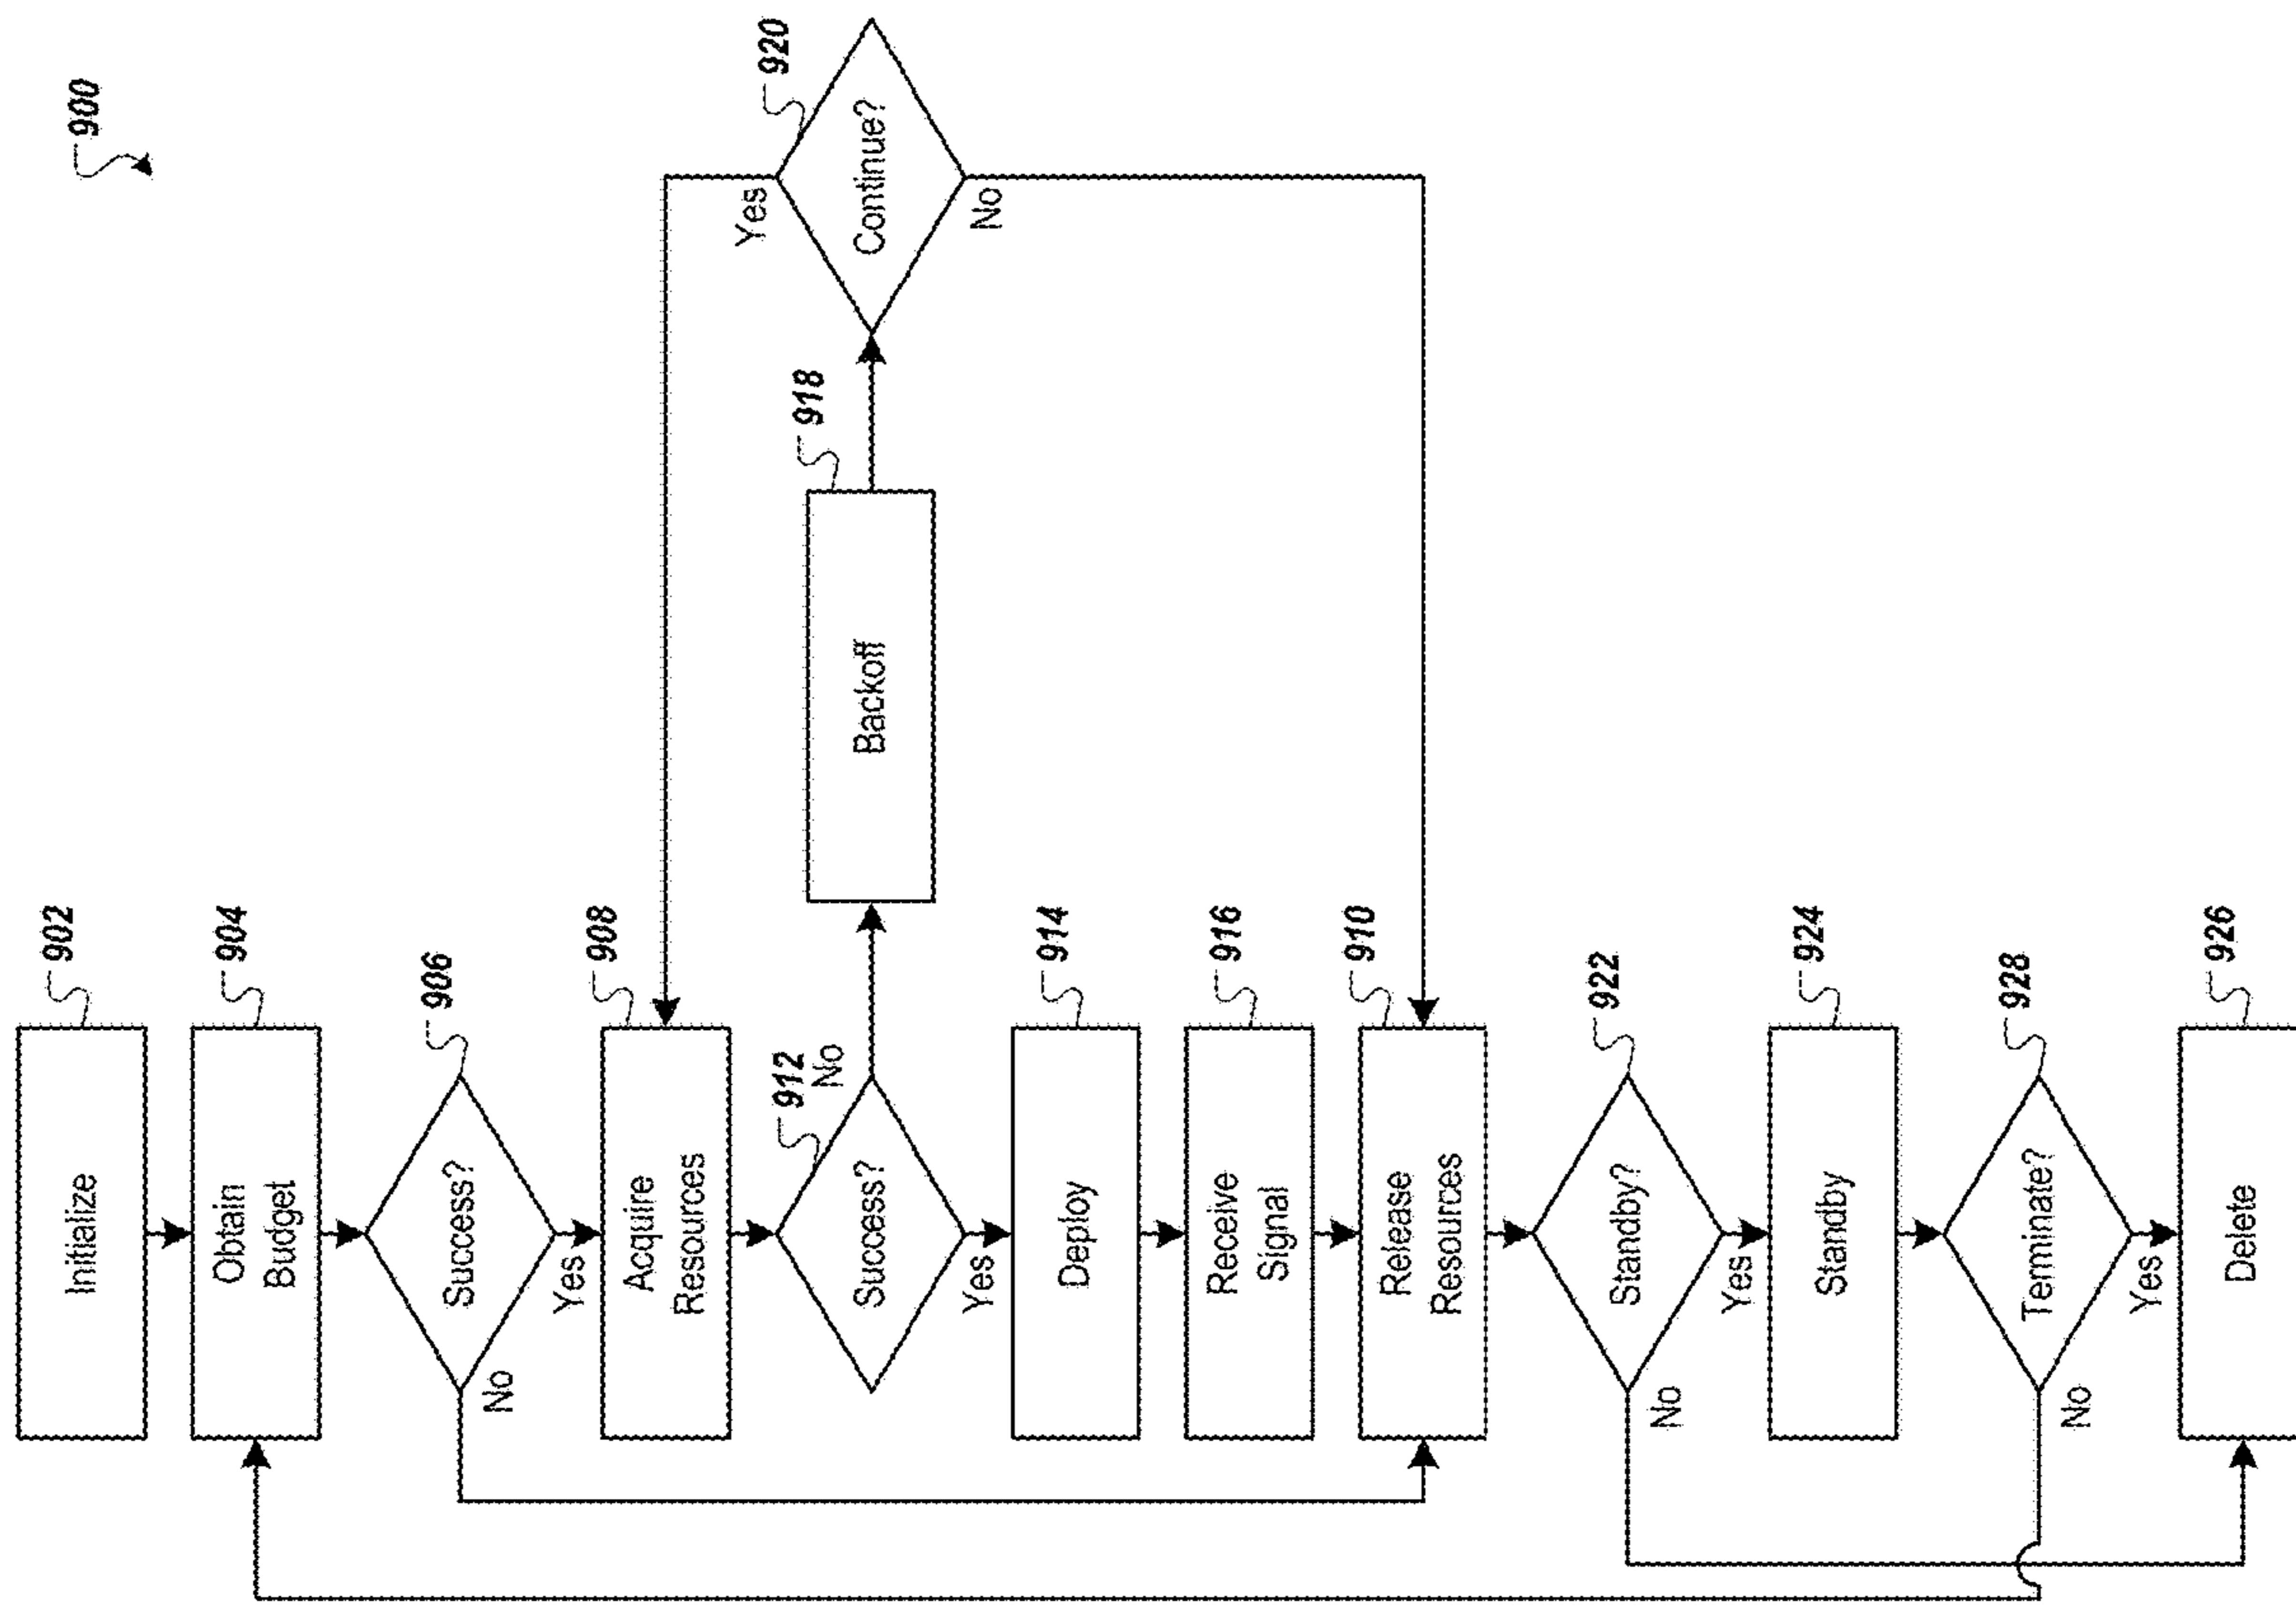 900
Initialize
902
Obtain
Budget
904
Success?
906
No
Yes
Acquire
Resources
908
Success?
912
No
Yes
Backoff
918
Continue?
920
Yes
No
Deploy
914
Receive
Signal
916
Release
Resources
910
Standby?
922
No
Yes
Standby
924
Terminate?
928
No
Yes
Delete
926